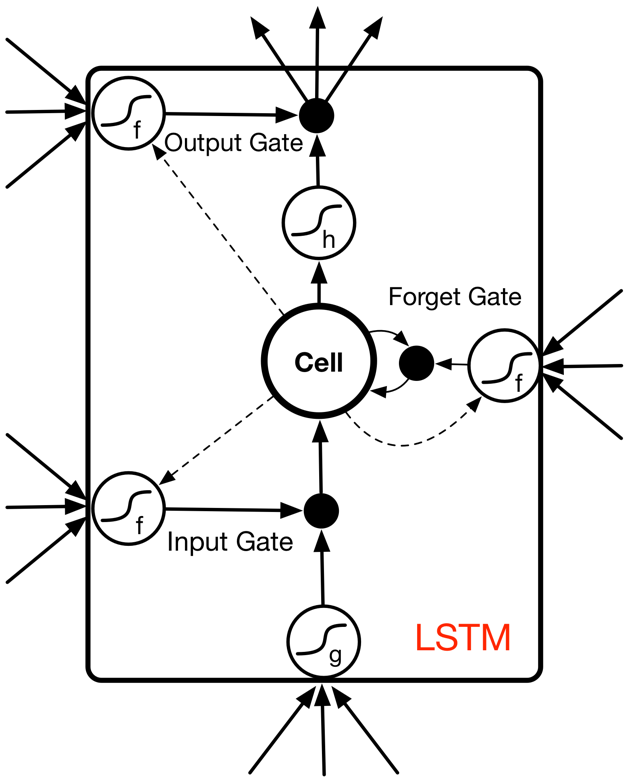 f
Output Gate
h
Forget Gate
Cell
f
f
Input Gate
LSTM
g